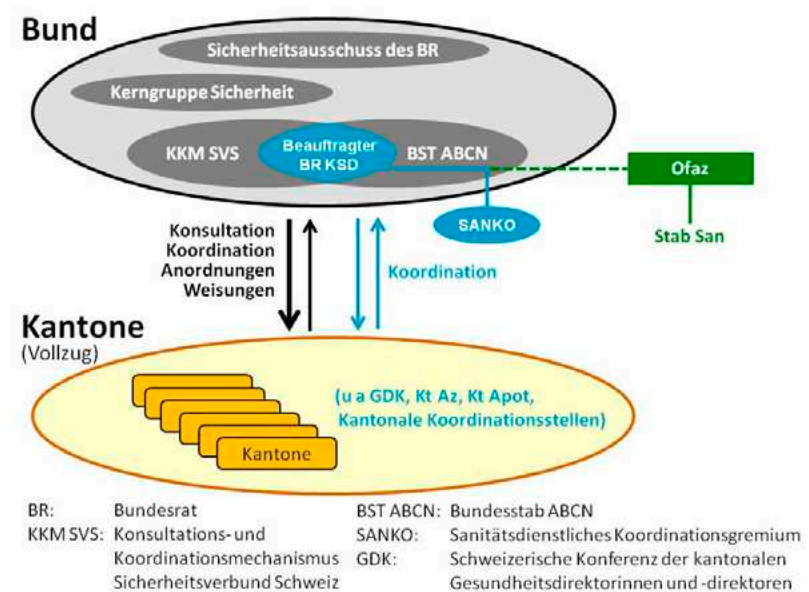 Bund
Sicherheitsausschuss des BR
Kerngruppe Sicherheit
KKM SVS
Beauftragter
BR KSD
BST ABCN
Ofaz
SANKO
Stab San
Konsultation
Koordination
Anordnungen
Weisungen
Koordination
Kantone
(Vollzug)
(u a GDK, Kt Az, Kt Apot,
Kantonale Koordinationsstellen)
Kantone
BR: Bundesrat
KKM SVS: Konsultations- und
Koordinationsmechanismus
Sicherheitsverbund Schweiz
BST ABCN: Bundesstab ABCN
SANKO: Sanitätsdienstliches Koordinationsgremium
GDK: Schweizerische Konferenz der kantonalen
Gesundheitsdirektorinnen und -direktoren